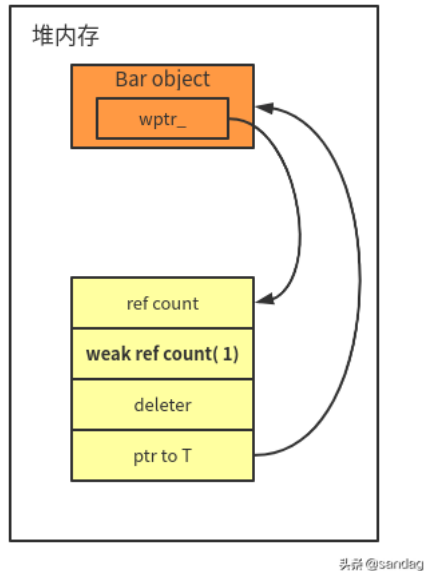 堆内存
Bar object
wptr_
ref count
weak ref count( 1)
deleter
ptr to T
头条 @sandag